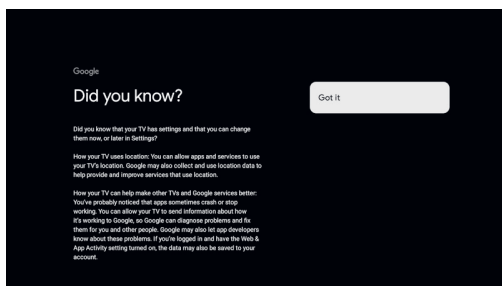 Google
Did you know?
Got it
Did you know that your TV has settings and that you can change
them now, or later in Settings?
How your TV uses location: You can allow apps and services to use
your TV's location. Google may also collect and use location data to
help provide and improve services that use location.
How your TV can help make other TVs and Google services better:
You've probably noticed that apps sometimes crash or stop
working. You can allow your TV to send information about how
it's working to Google, so Google can diagnose problems and fix
them for you and other people. Google may also let app developers
know about these problems. If you're logged in and have the Web &
App Activity setting turned on, the data may also be saved to your
account.